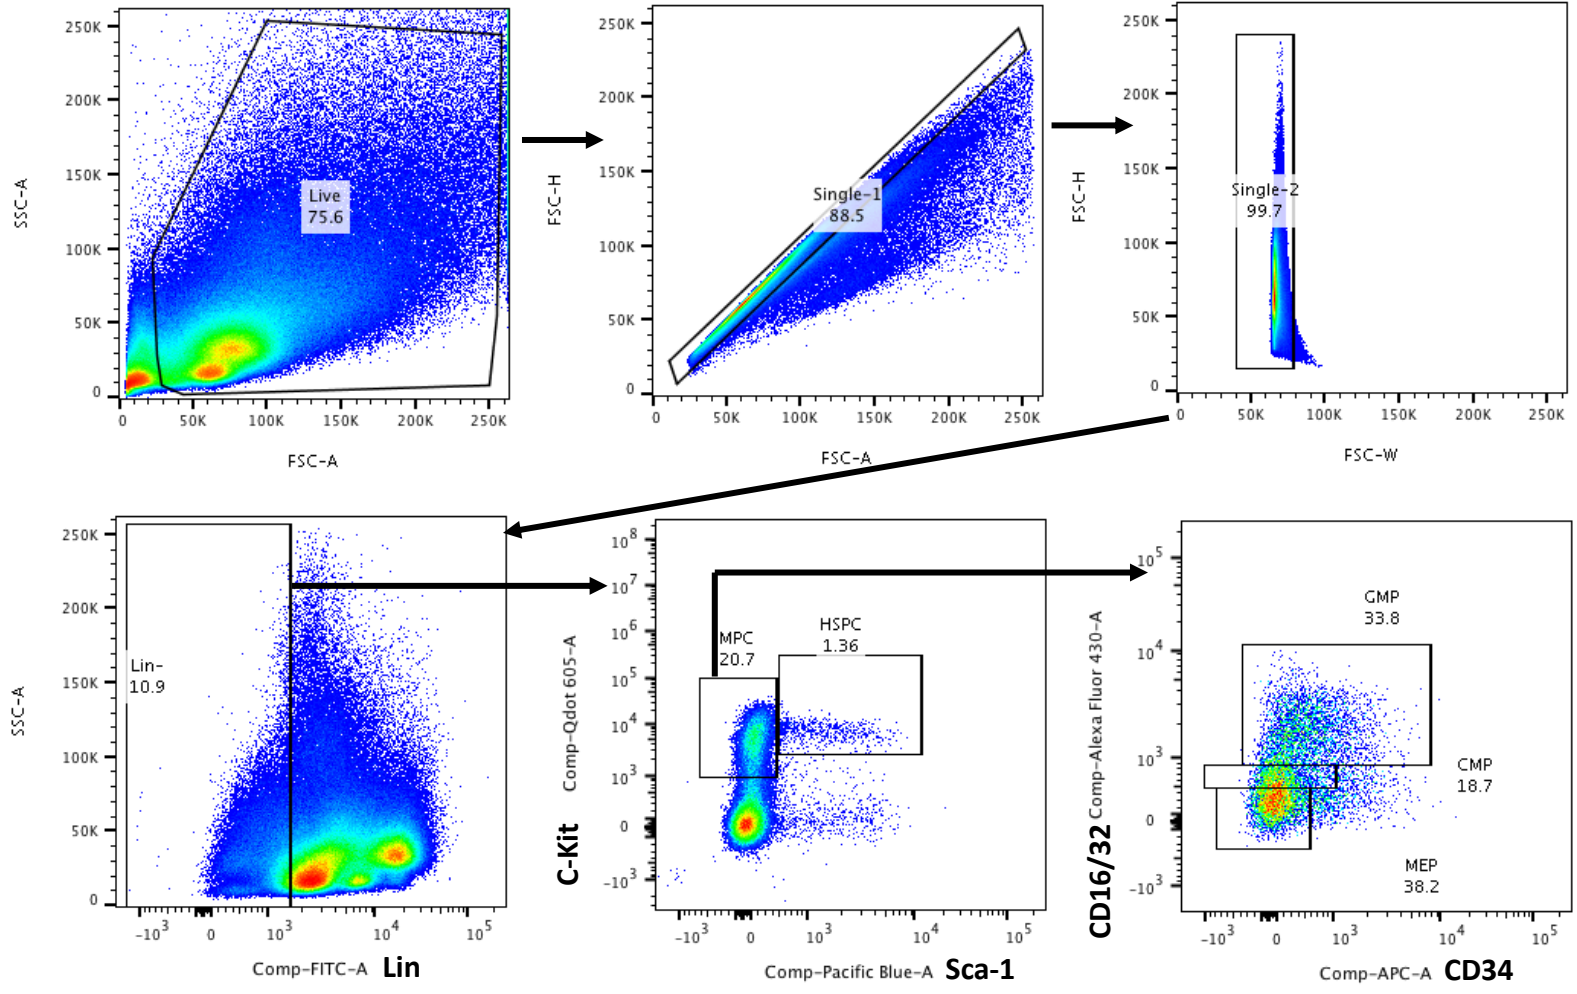 250K
200K
150K
100K
50K
0
SSC-A
Live
75.6
0 50K 100K 150K 200K 250K
FSC-A
250K
200K
150K
100K
50K
0
FSC-H
Single-1
88.5
0 50K 100K 150K 200K 250K
FSC-A
250K
200K
150K
100K
50K
0
FSC-H
Single-2
99.7
0 50K 100K 150K 200K 250K
FSC-W
250K
200K
150K
100K
50K
0
SSC-A
Lin-
10.9
-10³ 0 10³ 10⁴ 10⁵
Comp-FITC-A Lin
10⁸
10⁷
10⁶
10⁵
10⁴
10³
0
-10³
Comp-Qdot 605-A
C-Kit
MPC
20.7
HSPC
1.36
-10³ 0 10³ 10⁴ 10⁵
Comp-Pacific Blue-A Sca-1
10⁵
10⁴
10³
0
-10³
CD16/32 Comp-Alexa Fluor 430-A
GMP
33.8
CMP
18.7
MEP
38.2
-10³ 0 10³ 10⁴ 10⁵
Comp-APC-A CD34